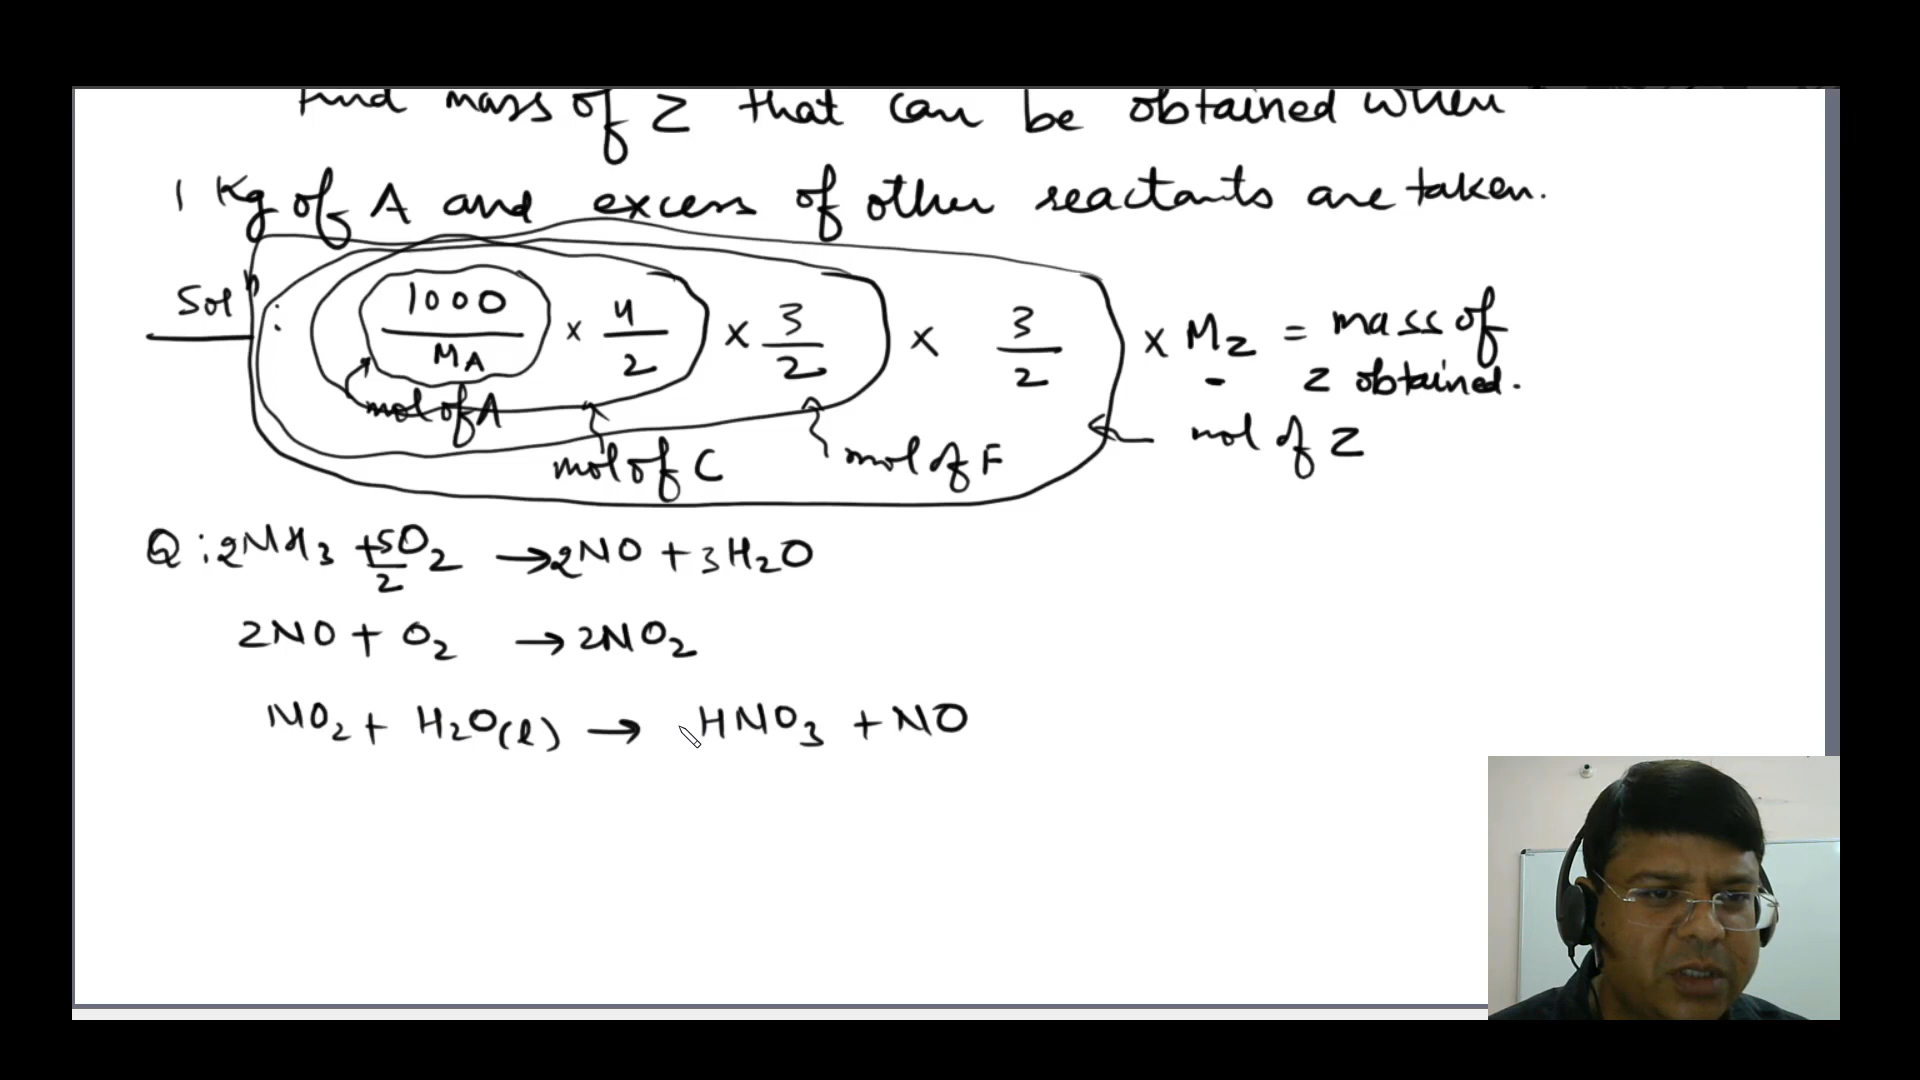 find mass of Z that can be obtained when
1 Kg of A and excess of other reactants are taken.
Solⁿ: 1000/M_A × 4/2 × 3/2 × 3/2 × M_Z = mass of
Z obtained.
mol of A
mol of C
mol of F
mol of Z
Q: 2NH₃ + 5/2 O₂ → 2NO + 3H₂O
2NO + O₂ → 2NO₂
NO₂ + H₂O(l) → HNO₃ + NO